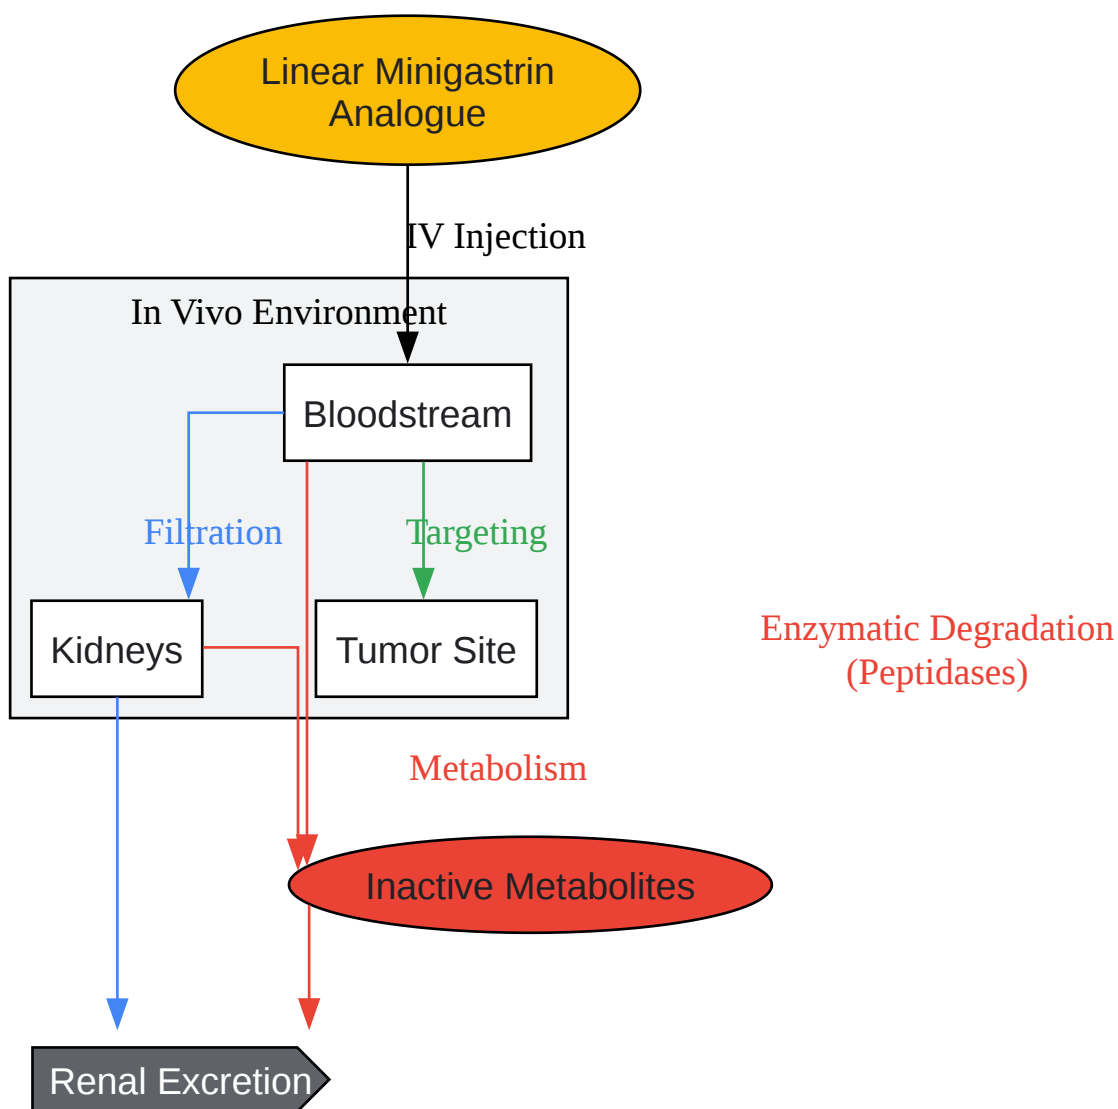 Linear Minigastrin
Analogue
IV Injection
In Vivo Environment
Bloodstream
Filtration
Targeting
Kidneys
Tumor Site
Enzymatic Degradation
(Peptidases)
Metabolism
Inactive Metabolites
Renal Excretion